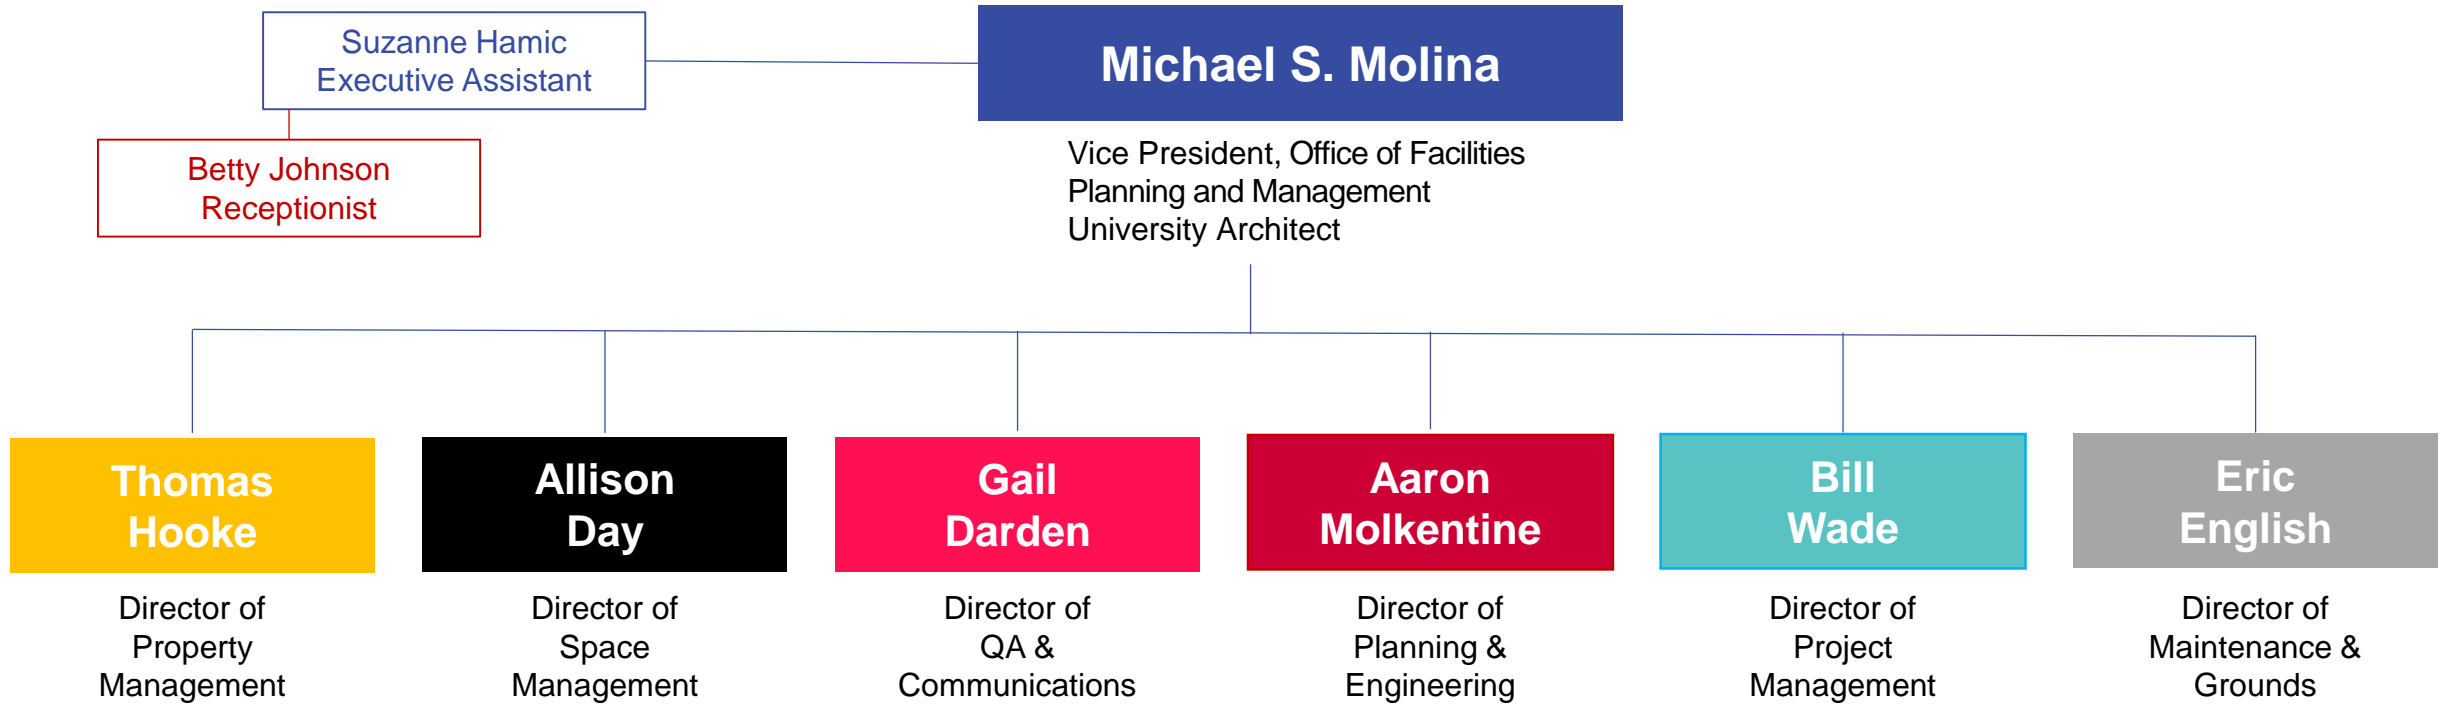 Suzanne Hamic
Executive Assistant
Michael S. Molina
Betty Johnson
Receptionist
Vice President, Office of Facilities
Planning and Management
University Architect
Thomas
Hooke
Director of
Property
Management
Allison
Day
Director of
Space
Management
Gail
Darden
Director of
QA &
Communications
Aaron
Molkentine
Director of
Planning &
Engineering
Bill
Wade
Director of
Project
Management
Eric
English
Director of
Maintenance &
Grounds